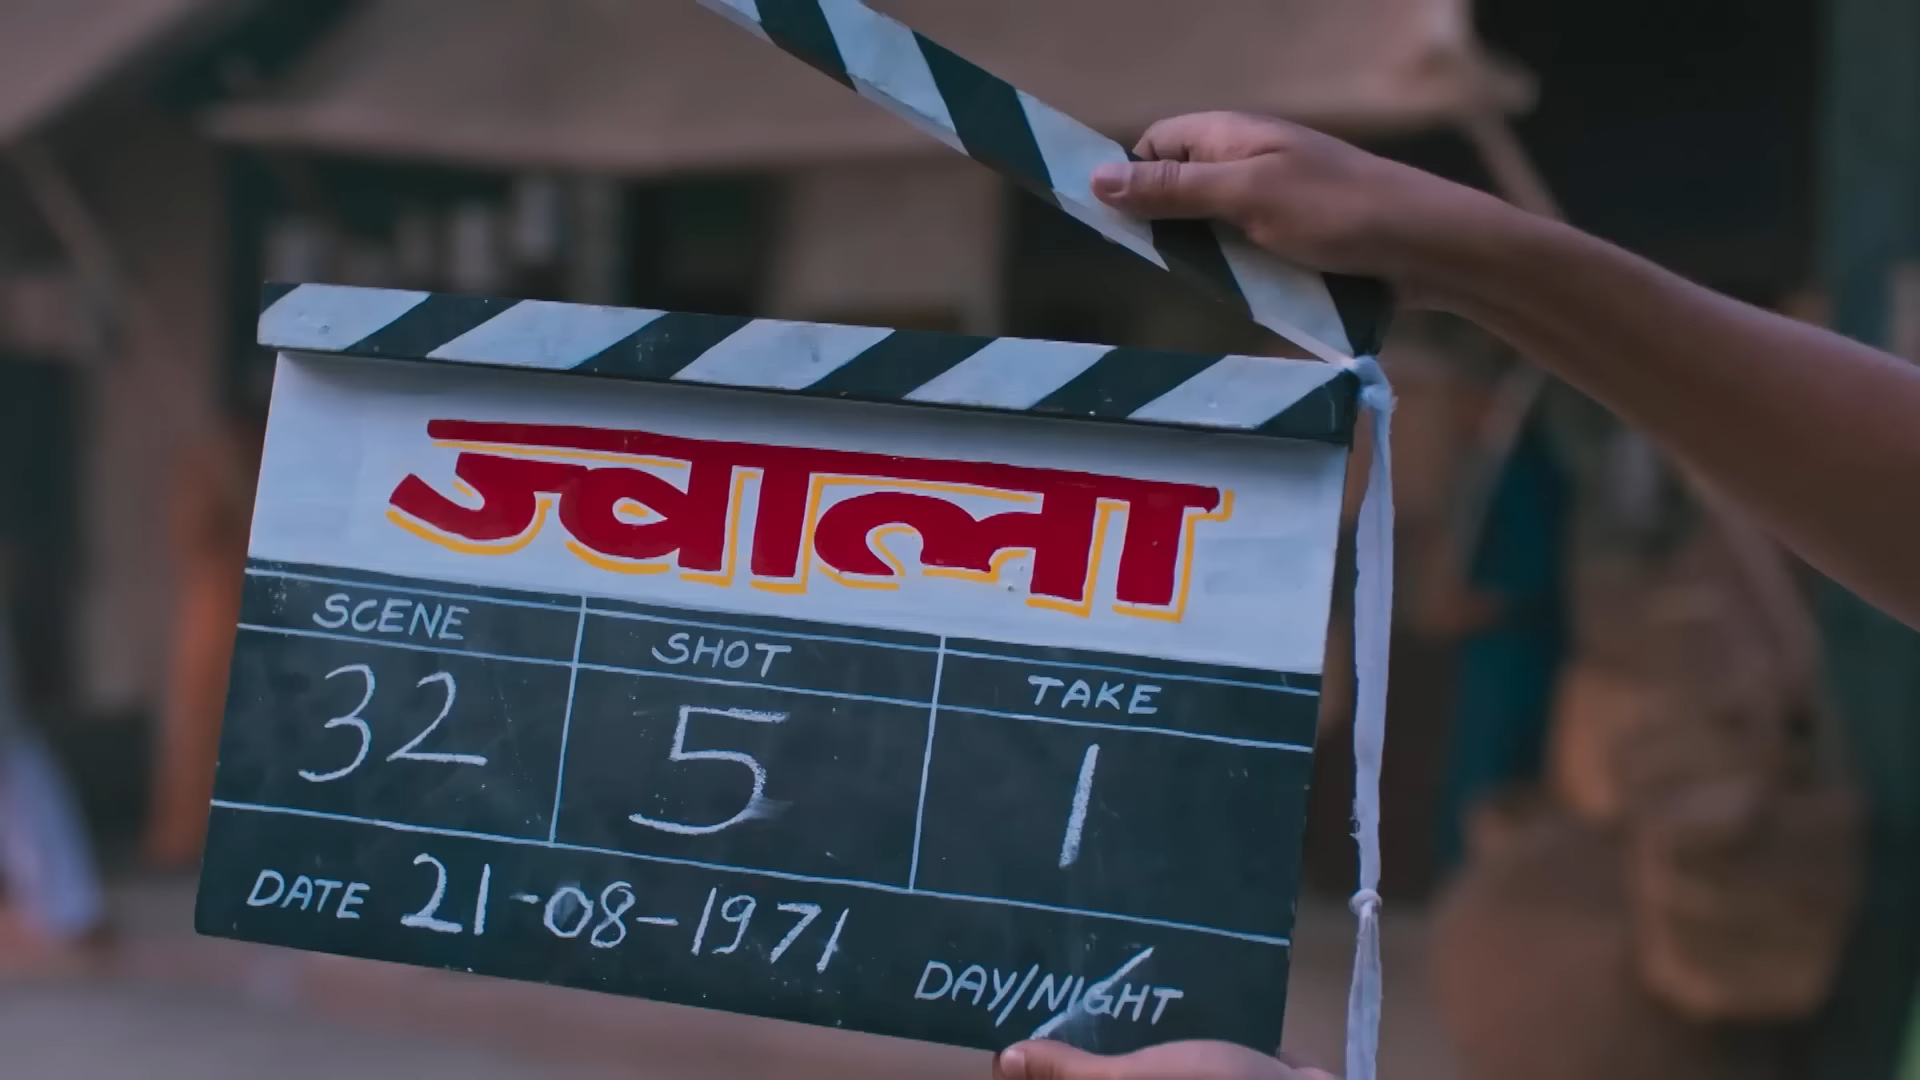 ज्वाला
SCENE SHOT TAKE
32 5 1
DATE 21-08-1971
DAY/NIGHT